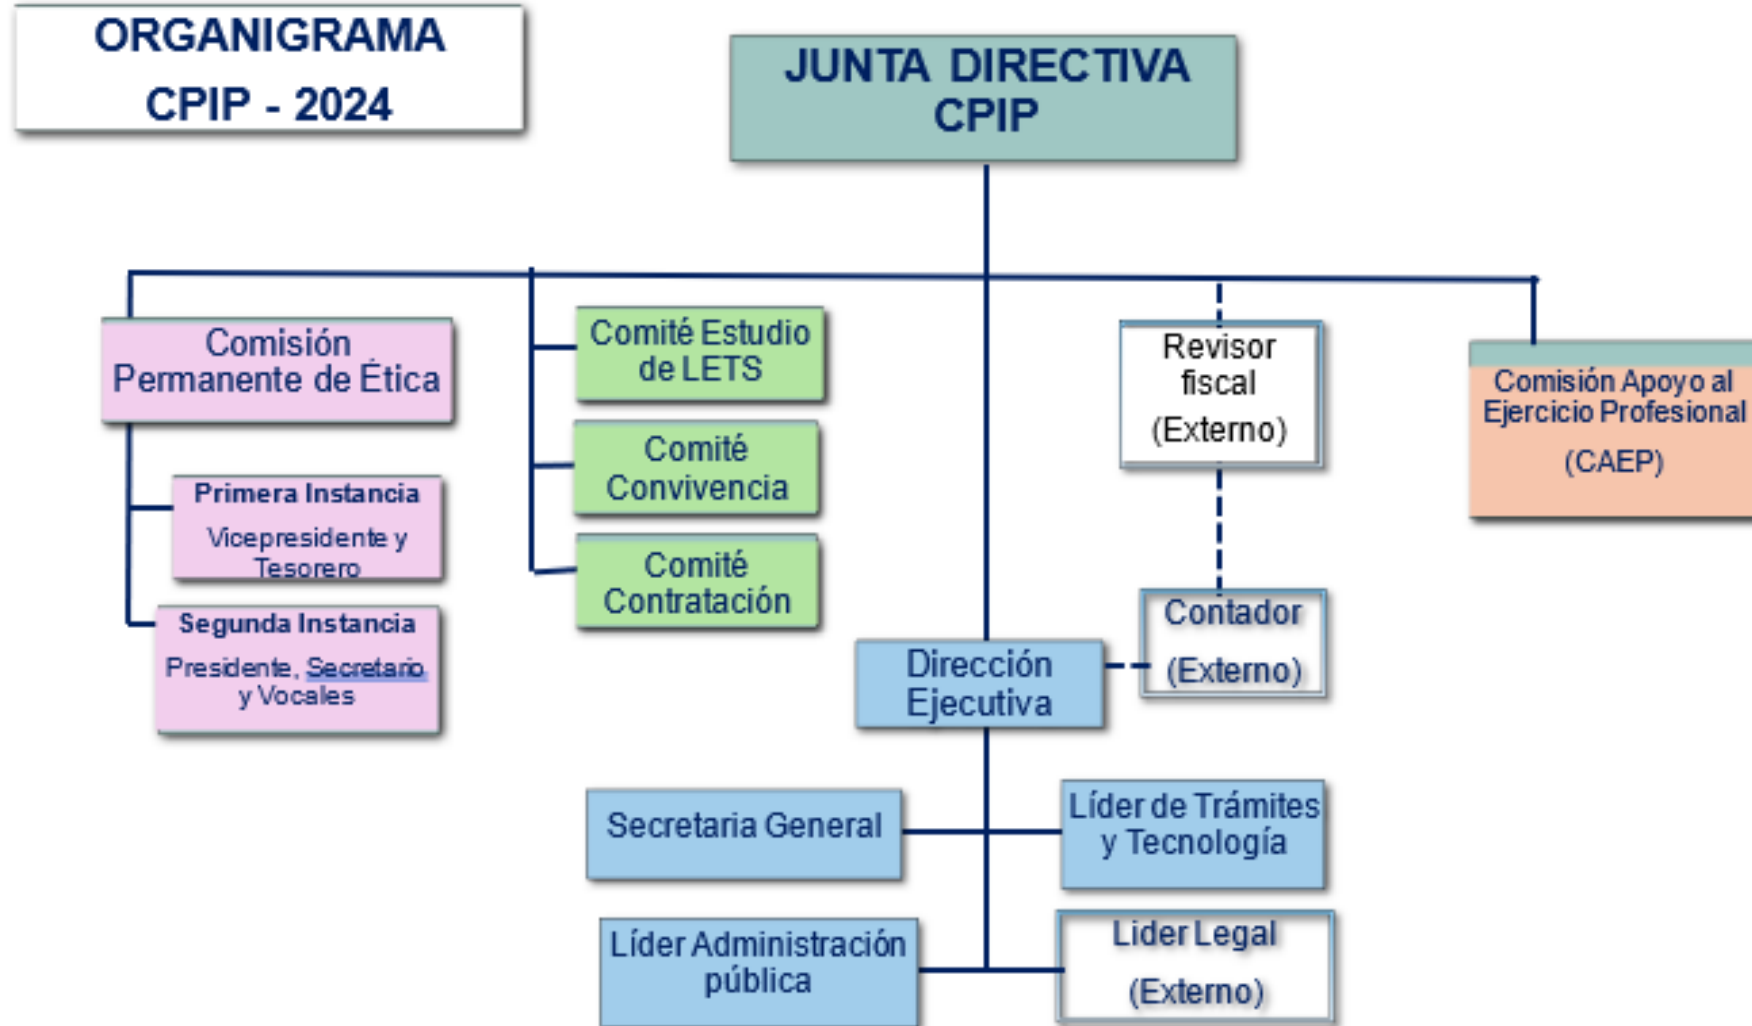 ORGANIGRAMA
CPIP - 2024
JUNTA DIRECTIVA
CPIP
Comisión
Permanente de Ética
Primera Instancia
Vicepresidente y
Tesorero
Segunda Instancia
Presidente, Secretario
y Vocales
Comité Estudio
de LETS
Comité
Convivencia
Comité
Contratación
Revisor
fiscal
(Externo)
Contador
(Externo)
Comisión Apoyo al
Ejercicio Profesional
(CAEP)
Dirección
Ejecutiva
Secretaria General
Líder de Trámites
y Tecnología
Líder Administración
pública
Lider Legal
(Externo)